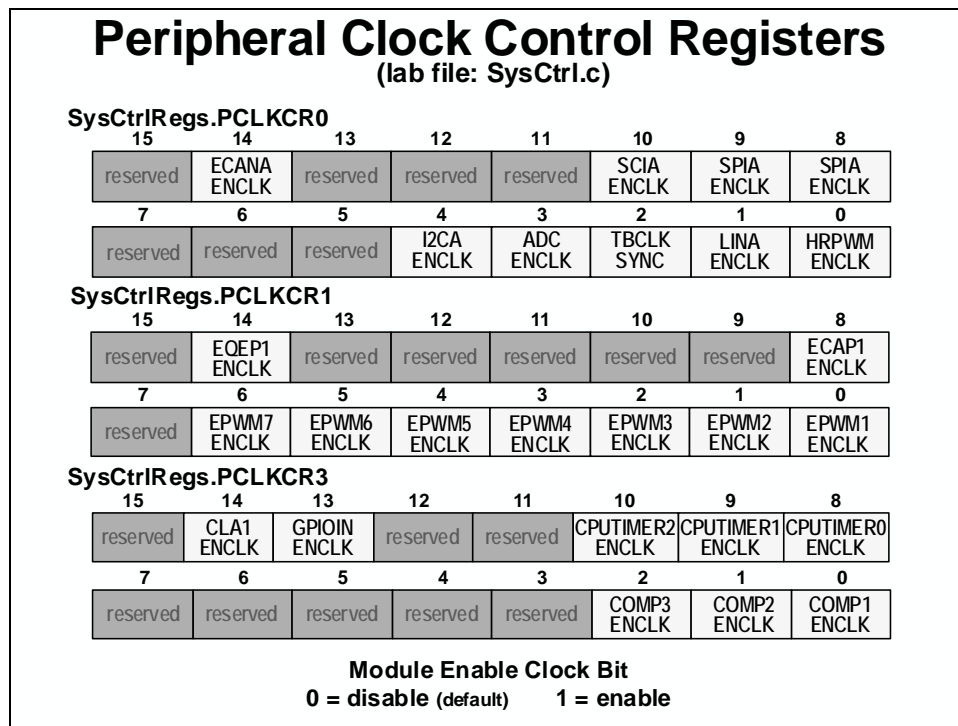 Peripheral Clock Control Registers
(lab file: SysCtrl.c)
SysCtrlRegs.PCLKCR0
15 14 13 12 11 10 9 8
reserved ECANA ENCLK reserved reserved reserved SCIA ENCLK SPIA ENCLK SPIA ENCLK
7 6 5 4 3 2 1 0
reserved reserved reserved I2CA ENCLK ADC ENCLK TBCLK SYNC LINA ENCLK HRPWM ENCLK
SysCtrlRegs.PCLKCR1
15 14 13 12 11 10 9 8
reserved EQEP1 ENCLK reserved reserved reserved reserved reserved ECAP1 ENCLK
7 6 5 4 3 2 1 0
reserved EPWM7 ENCLK EPWM6 ENCLK EPWM5 ENCLK EPWM4 ENCLK EPWM3 ENCLK EPWM2 ENCLK EPWM1 ENCLK
SysCtrlRegs.PCLKCR3
15 14 13 12 11 10 9 8
reserved CLA1 ENCLK GPIOIN ENCLK reserved reserved CPUTIMER2 ENCLK CPUTIMER1 ENCLK CPUTIMER0 ENCLK
7 6 5 4 3 2 1 0
reserved reserved reserved reserved reserved COMP3 ENCLK COMP2 ENCLK COMP1 ENCLK
Module Enable Clock Bit
0 = disable (default) 1 = enable